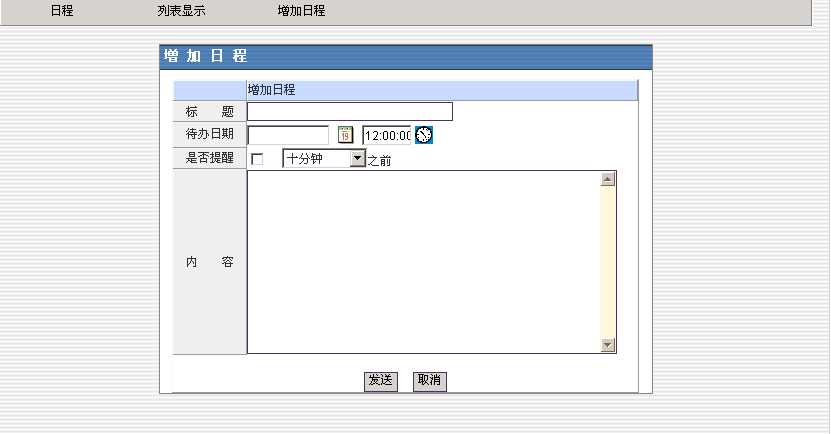 日程 列表显示 增加日程
增 加 日 程
增加日程
标 题
待办日期 19 12:00:00
是否提醒 十分钟 之前
内 容
发送 取消